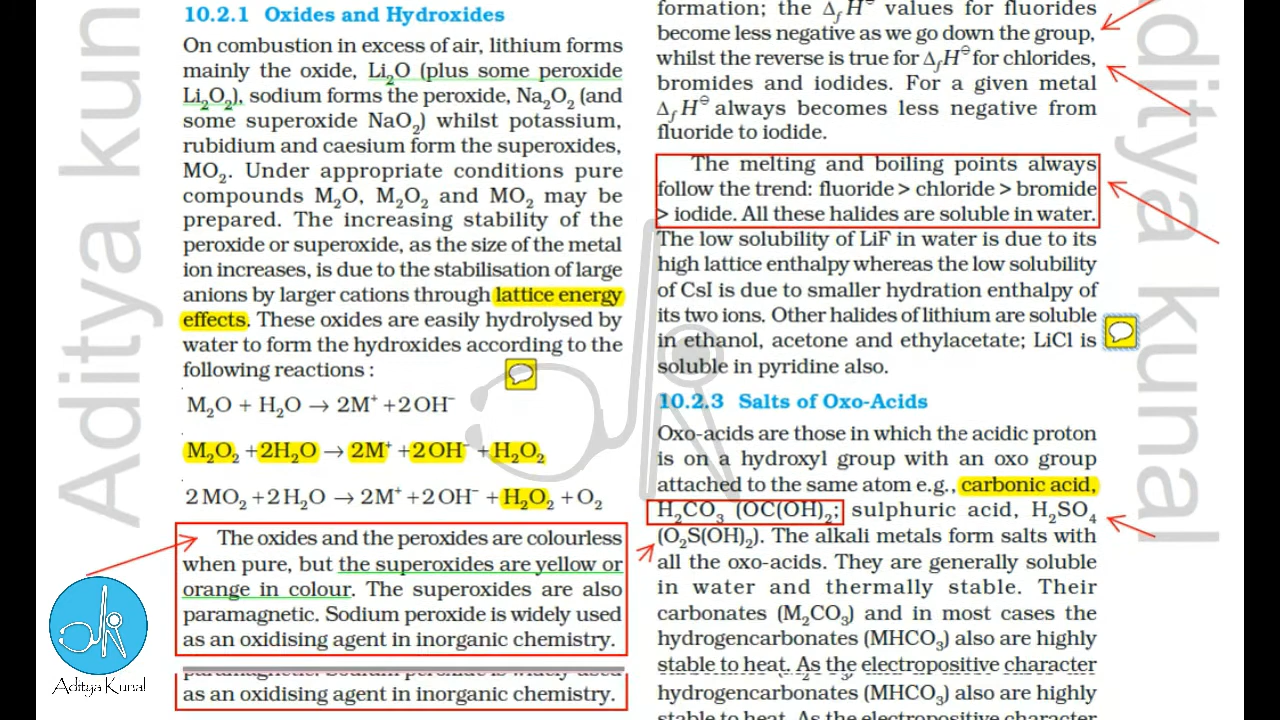 10.2.1 Oxides and Hydroxides
On combustion in excess of air, lithium forms
mainly the oxide, Li₂O (plus some peroxide
Li₂O₂), sodium forms the peroxide, Na₂O₂ (and
some superoxide NaO₂) whilst potassium,
rubidium and caesium form the superoxides,
MO₂. Under appropriate conditions pure
compounds M₂O, M₂O₂ and MO₂ may be
prepared. The increasing stability of the
peroxide or superoxide, as the size of the metal
ion increases, is due to the stabilisation of large
anions by larger cations through lattice energy
effects. These oxides are easily hydrolysed by
water to form the hydroxides according to the
following reactions :
M₂O + H₂O → 2M⁺ + 2OH⁻
M₂O₂ + 2H₂O → 2M⁺ + 2OH⁻ + H₂O₂
2MO₂ + 2H₂O → 2M⁺ + 2OH⁻ + H₂O₂ + O₂
The oxides and the peroxides are colourless
when pure, but the superoxides are yellow or
orange in colour. The superoxides are also
paramagnetic. Sodium peroxide is widely used
as an oxidising agent in inorganic chemistry.
paramagnetic. Sodium peroxide is widely used
as an oxidising agent in inorganic chemistry.
formation; the ΔfH⊖ values for fluorides
become less negative as we go down the group,
whilst the reverse is true for ΔfH⊖ for chlorides,
bromides and iodides. For a given metal
ΔfH⊖ always becomes less negative from
fluoride to iodide.
The melting and boiling points always
follow the trend: fluoride > chloride > bromide
> iodide. All these halides are soluble in water.
The low solubility of LiF in water is due to its
high lattice enthalpy whereas the low solubility
of CsI is due to smaller hydration enthalpy of
its two ions. Other halides of lithium are soluble
in ethanol, acetone and ethylacetate; LiCl is
soluble in pyridine also.
10.2.3 Salts of Oxo-Acids
Oxo-acids are those in which the acidic proton
is on a hydroxyl group with an oxo group
attached to the same atom e.g., carbonic acid,
H₂CO₃ (OC(OH)₂; sulphuric acid, H₂SO₄
(O₂S(OH)₂). The alkali metals form salts with
all the oxo-acids. They are generally soluble
in water and thermally stable. Their
carbonates (M₂CO₃) and in most cases the
hydrogencarbonates (MHCO₃) also are highly
stable to heat. As the electropositive character
hydrogencarbonates (MHCO₃) also are highly
stable to heat. As the electropositive character
Aditya kun
Aditya Kunal
aditya Kunal
Aditya Kunal